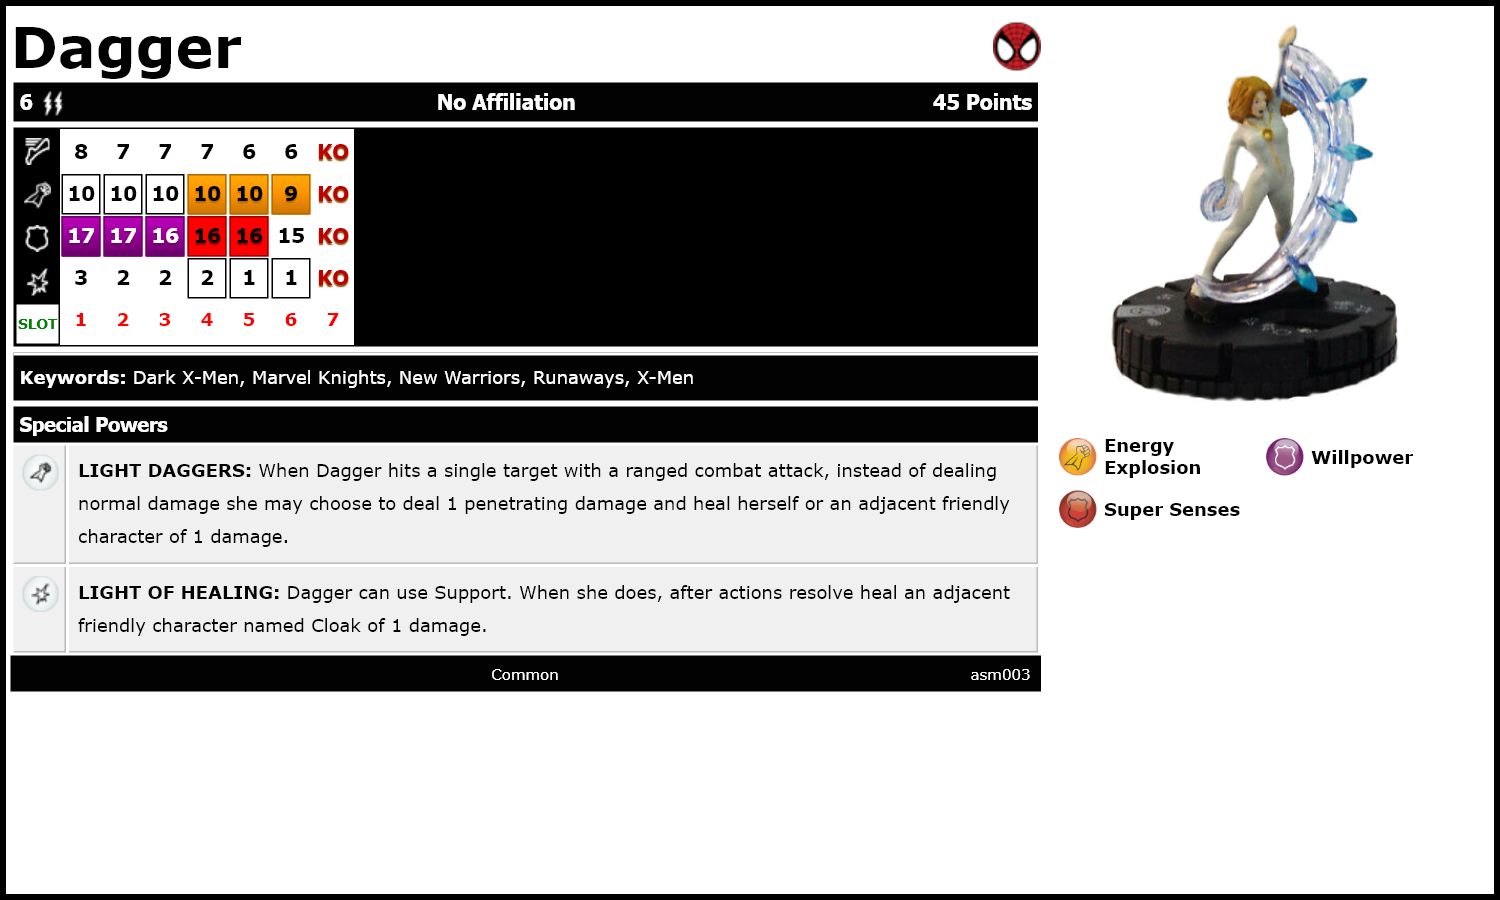 Dagger
6 No Affiliation 45 Points
8 7 7 7 6 6 KO
10 10 10 10 10 9 KO
17 17 16 16 16 15 KO
3 2 2 2 1 1 KO
SLOT 1 2 3 4 5 6 7
Keywords: Dark X-Men, Marvel Knights, New Warriors, Runaways, X-Men
Special Powers
LIGHT DAGGERS: When Dagger hits a single target with a ranged combat attack, instead of dealing
normal damage she may choose to deal 1 penetrating damage and heal herself or an adjacent friendly
character of 1 damage.
LIGHT OF HEALING: Dagger can use Support. When she does, after actions resolve heal an adjacent
friendly character named Cloak of 1 damage.
Common asm003
Energy
Explosion
Willpower
Super Senses